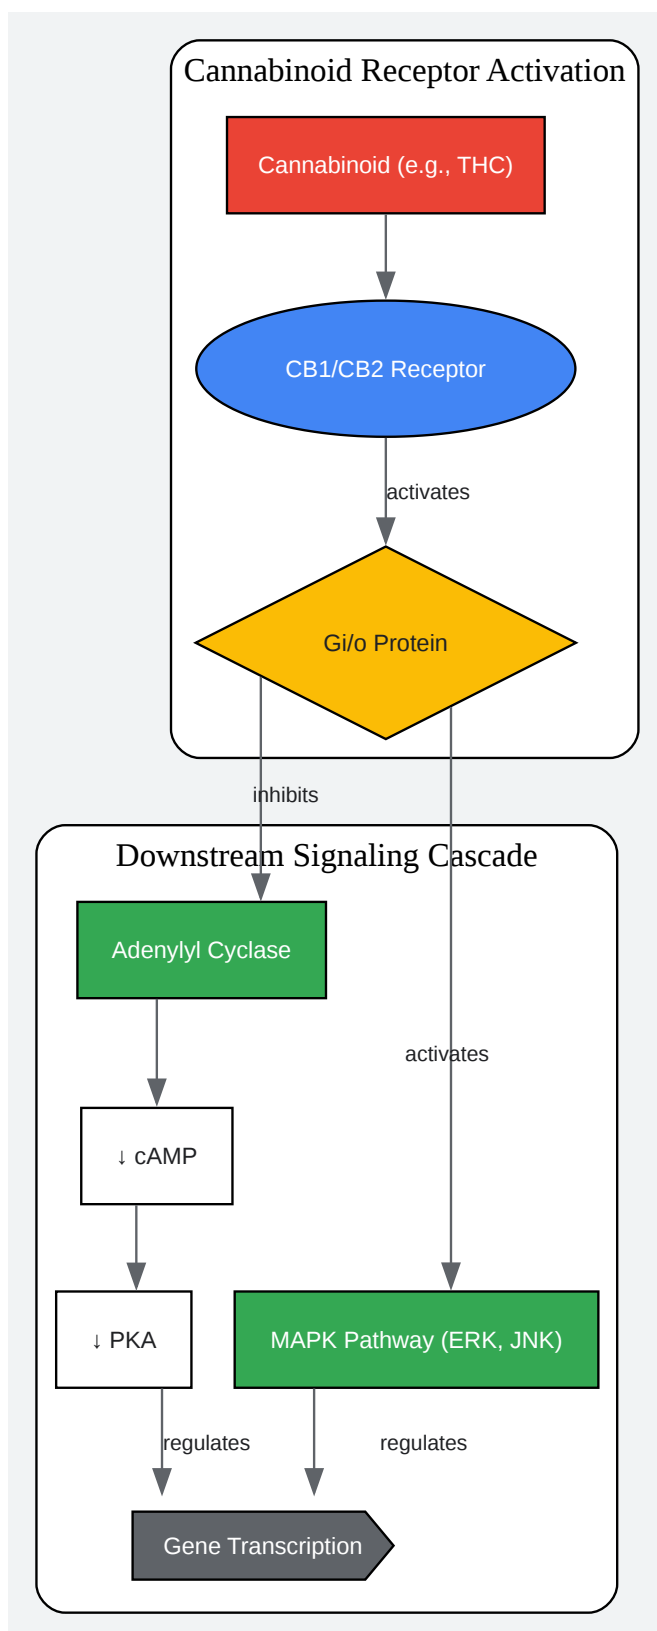 Cannabinoid Receptor Activation
Cannabinoid (e.g., THC)
CB1/CB2 Receptor
activates
Gi/o Protein
inhibits
Downstream Signaling Cascade
Adenylyl Cyclase
activates
↓ cAMP
↓ PKA
MAPK Pathway (ERK, JNK)
regulates
regulates
Gene Transcription